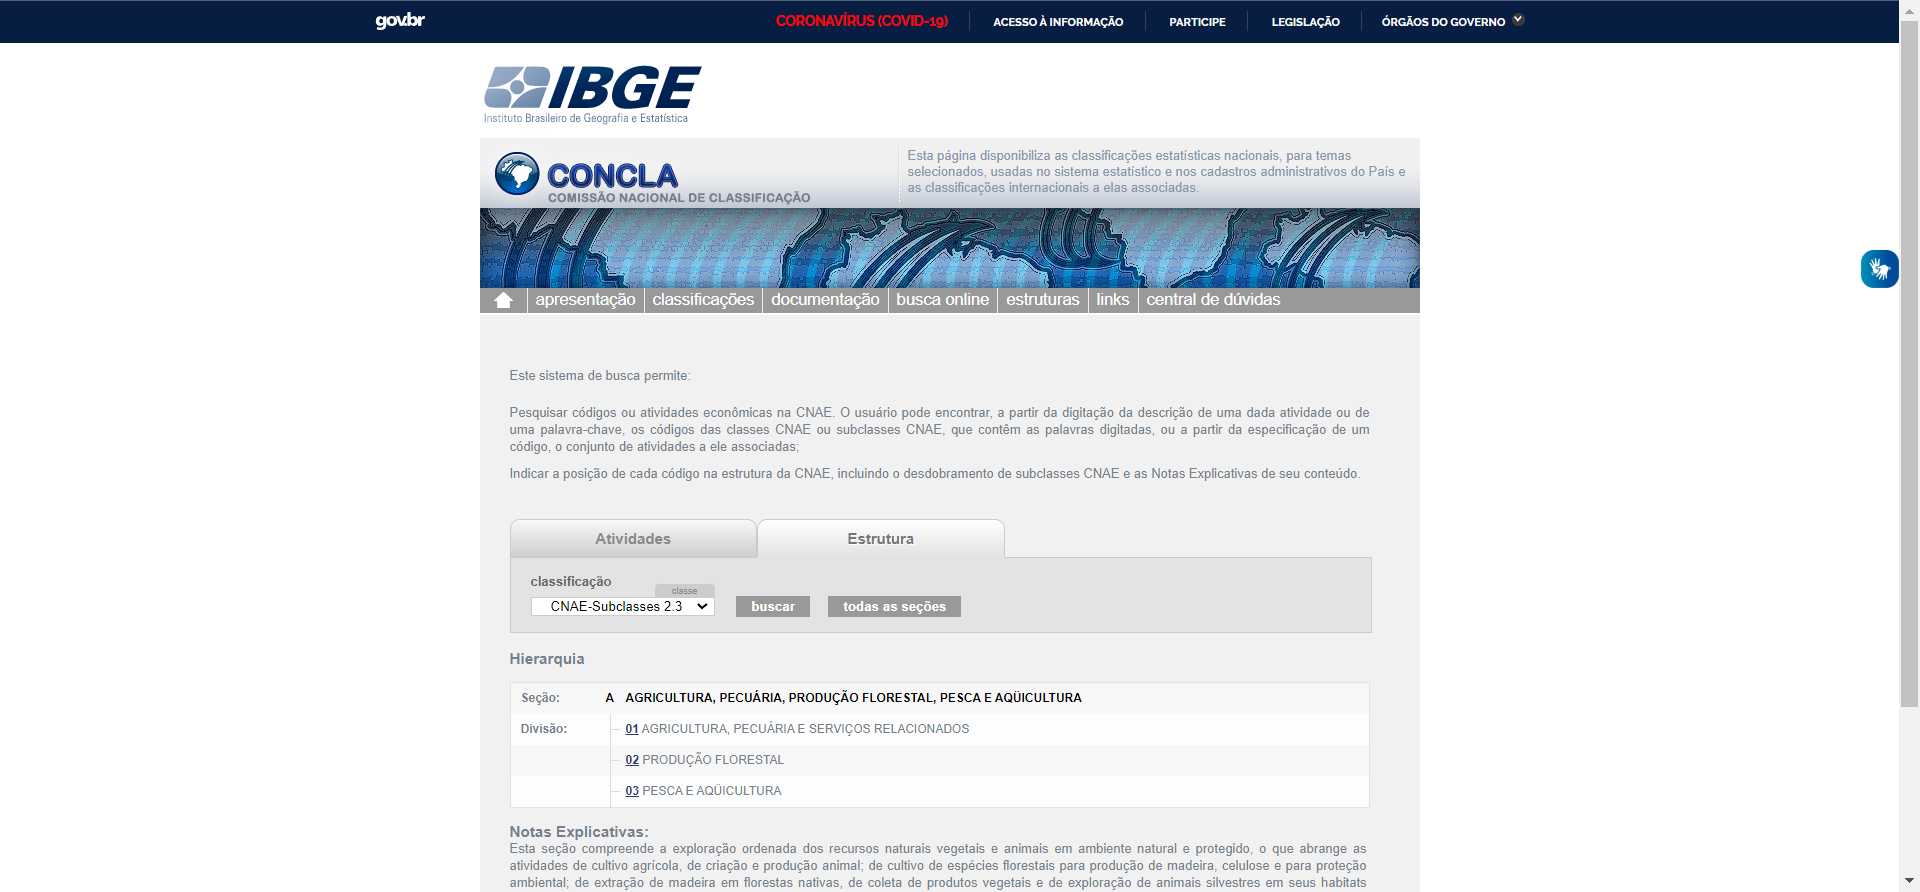 gov.br
CORONAVÍRUS (COVID-19)
ACESSO À INFORMAÇÃO
PARTICIPE
LEGISLAÇÃO
ÓRGÃOS DO GOVERNO
IBGE
Instituto Brasileiro de Geografia e Estatística
CONCLA
COMISSÃO NACIONAL DE CLASSIFICAÇÃO
Esta página disponibiliza as classificações estatísticas nacionais, para temas
selecionados, usadas no sistema estatístico e nos cadastros administrativos do País e
as classificações internacionais a elas associadas.
apresentação classificações documentação busca online estruturas links central de dúvidas
Este sistema de busca permite:
Pesquisar códigos ou atividades econômicas na CNAE. O usuário pode encontrar, a partir da digitação da descrição de uma dada atividade ou de
uma palavra-chave, os códigos das classes CNAE ou subclasses CNAE, que contêm as palavras digitadas, ou a partir da especificação de um
código, o conjunto de atividades a ele associadas;
Indicar a posição de cada código na estrutura da CNAE, incluindo o desdobramento de subclasses CNAE e as Notas Explicativas de seu conteúdo.
Atividades
Estrutura
classificação
classe
CNAE-Subclasses 2.3
buscar
todas as seções
Hierarquia
Seção: A AGRICULTURA, PECUÁRIA, PRODUÇÃO FLORESTAL, PESCA E AQÜICULTURA
Divisão: 01 AGRICULTURA, PECUÁRIA E SERVIÇOS RELACIONADOS
02 PRODUÇÃO FLORESTAL
03 PESCA E AQÜICULTURA
Notas Explicativas:
Esta seção compreende a exploração ordenada dos recursos naturais vegetais e animais em ambiente natural e protegido, o que abrange as
atividades de cultivo agrícola, de criação e produção animal; de cultivo de espécies florestais para produção de madeira, celulose e para proteção
ambiental; de extração de madeira em florestas nativas, de coleta de produtos vegetais e de exploração de animais silvestres em seus habitats